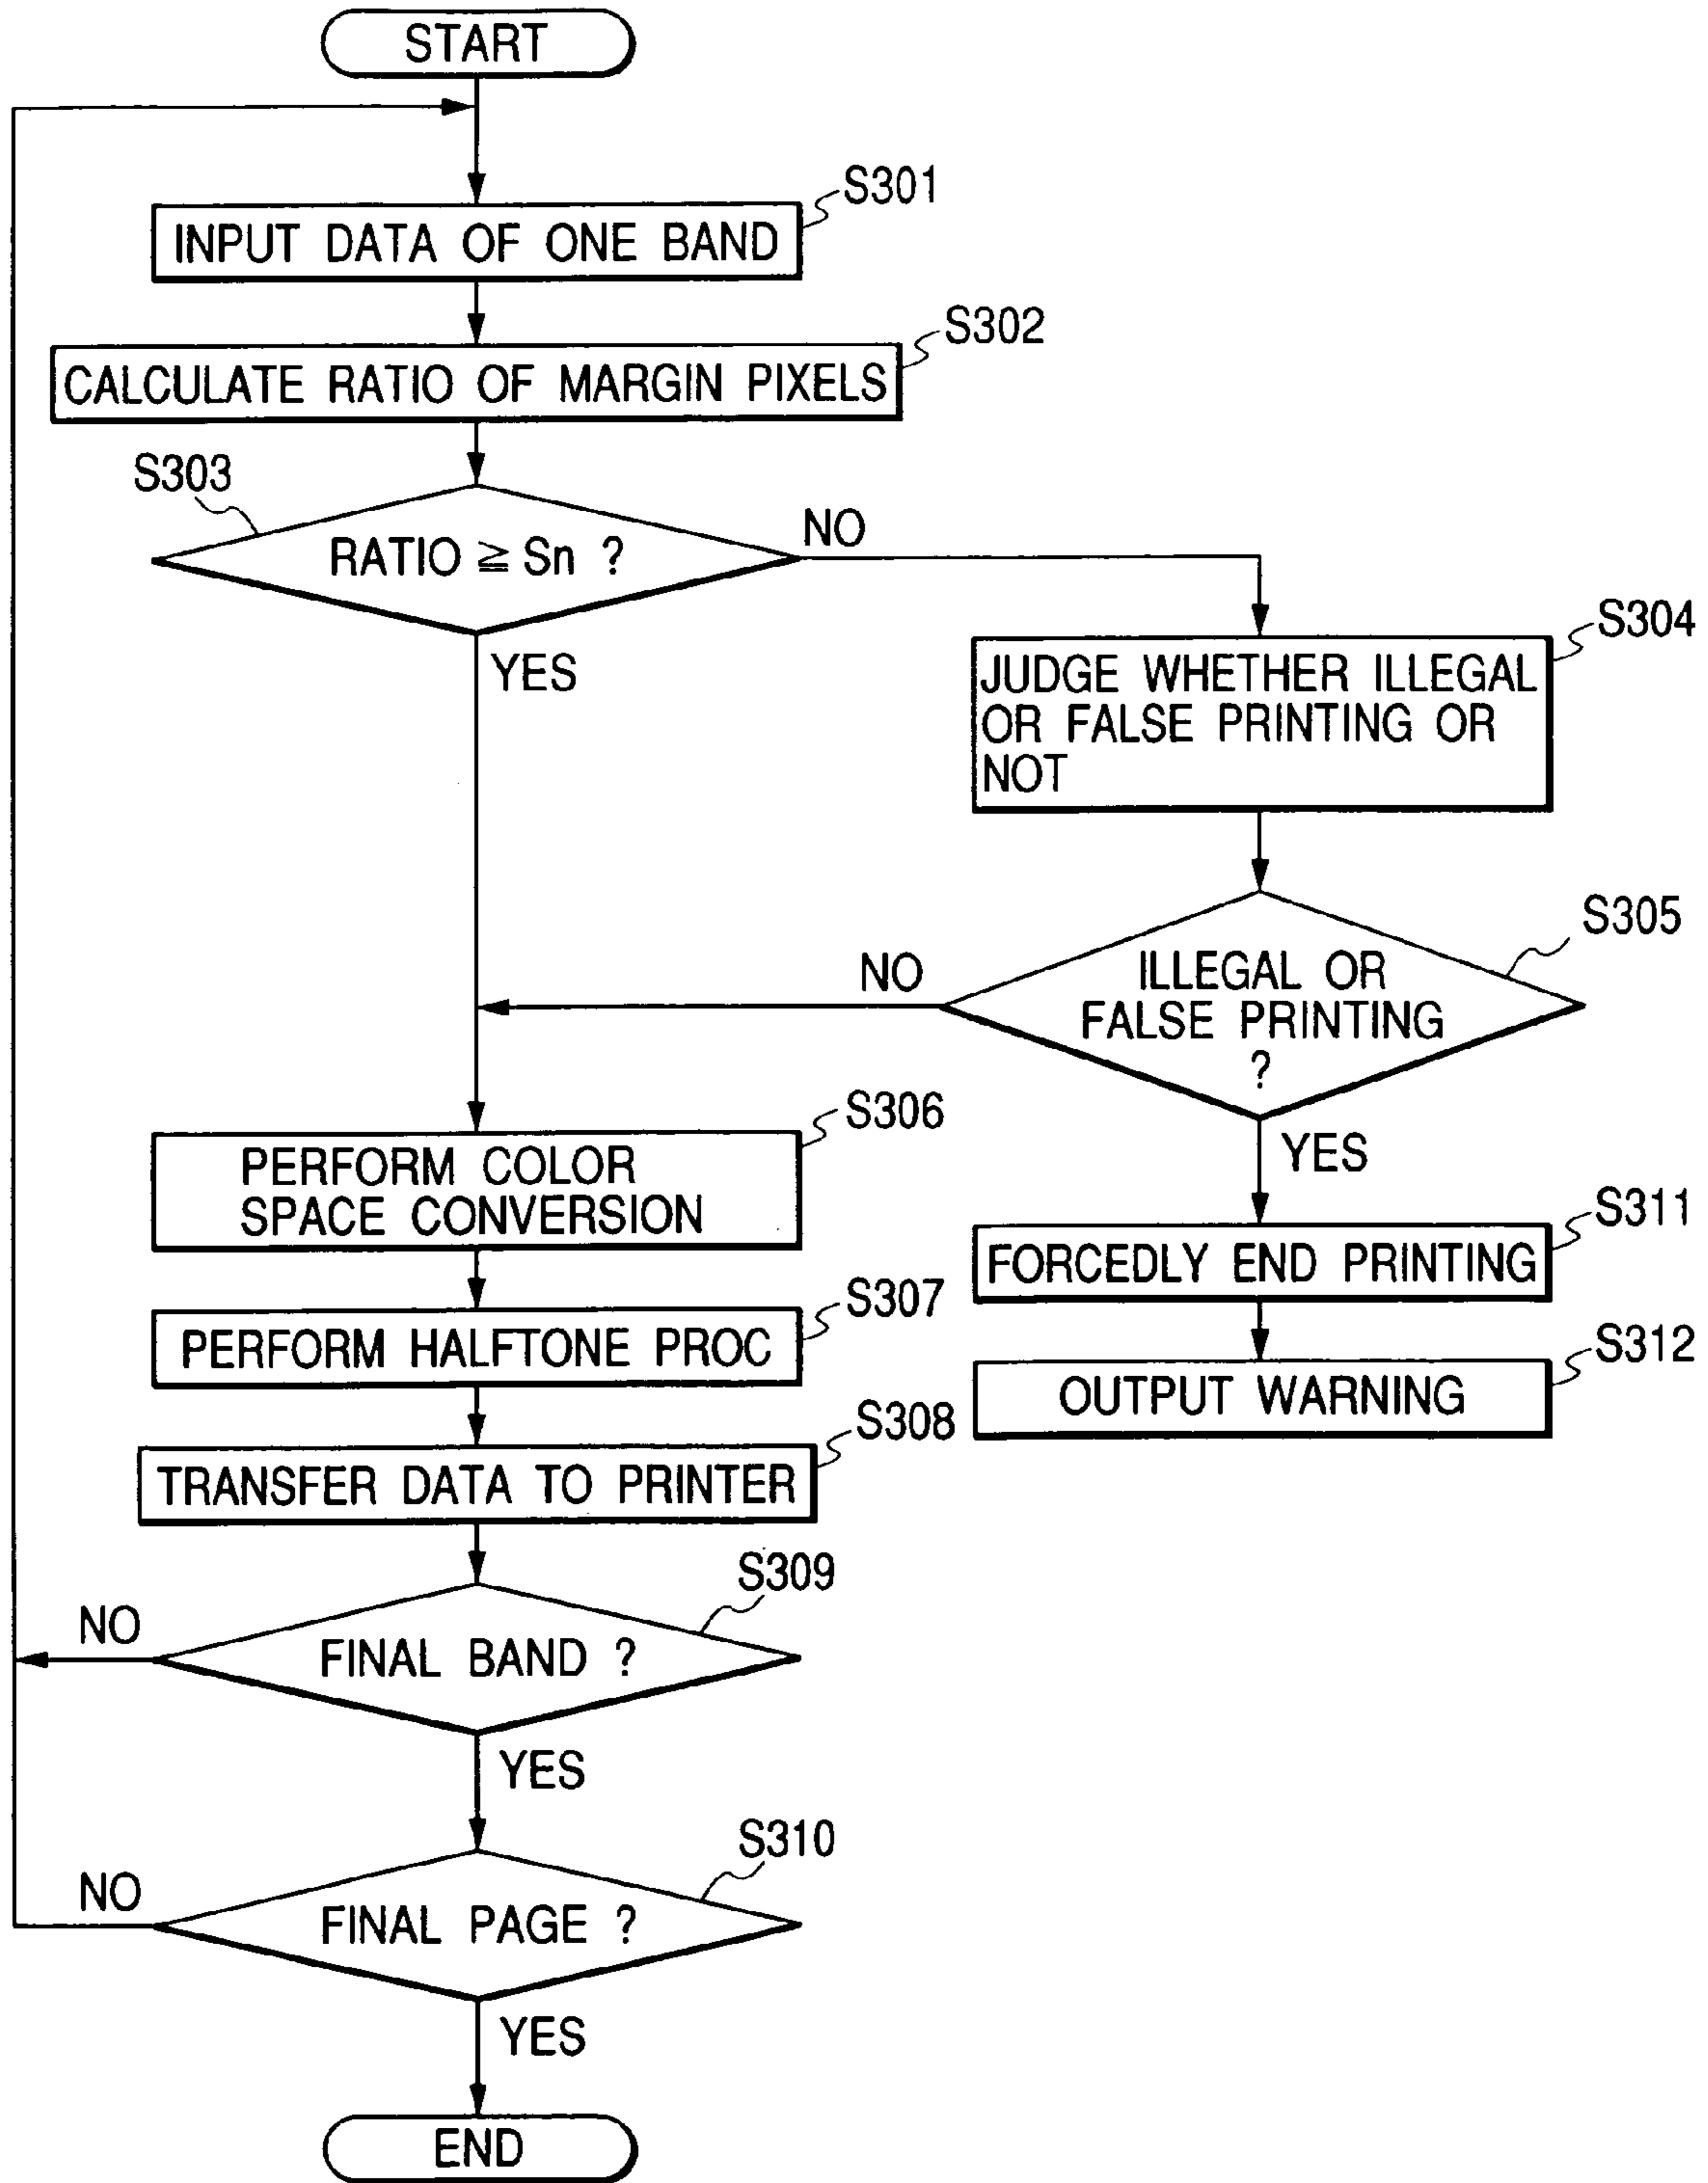 START
S301
INPUT DATA OF ONE BAND
S302
CALCULATE RATIO OF MARGIN PIXELS
S303
RATIO ≧ Sn ?
NO
YES
S304
JUDGE WHETHER ILLEGAL
OR FALSE PRINTING OR
NOT
S305
ILLEGAL OR
FALSE PRINTING
?
NO
YES
S306
PERFORM COLOR
SPACE CONVERSION
S311
FORCEDLY END PRINTING
S307
PERFORM HALFTONE PROC
S312
OUTPUT WARNING
S308
TRANSFER DATA TO PRINTER
S309
FINAL BAND ?
NO
YES
S310
FINAL PAGE ?
NO
YES
END